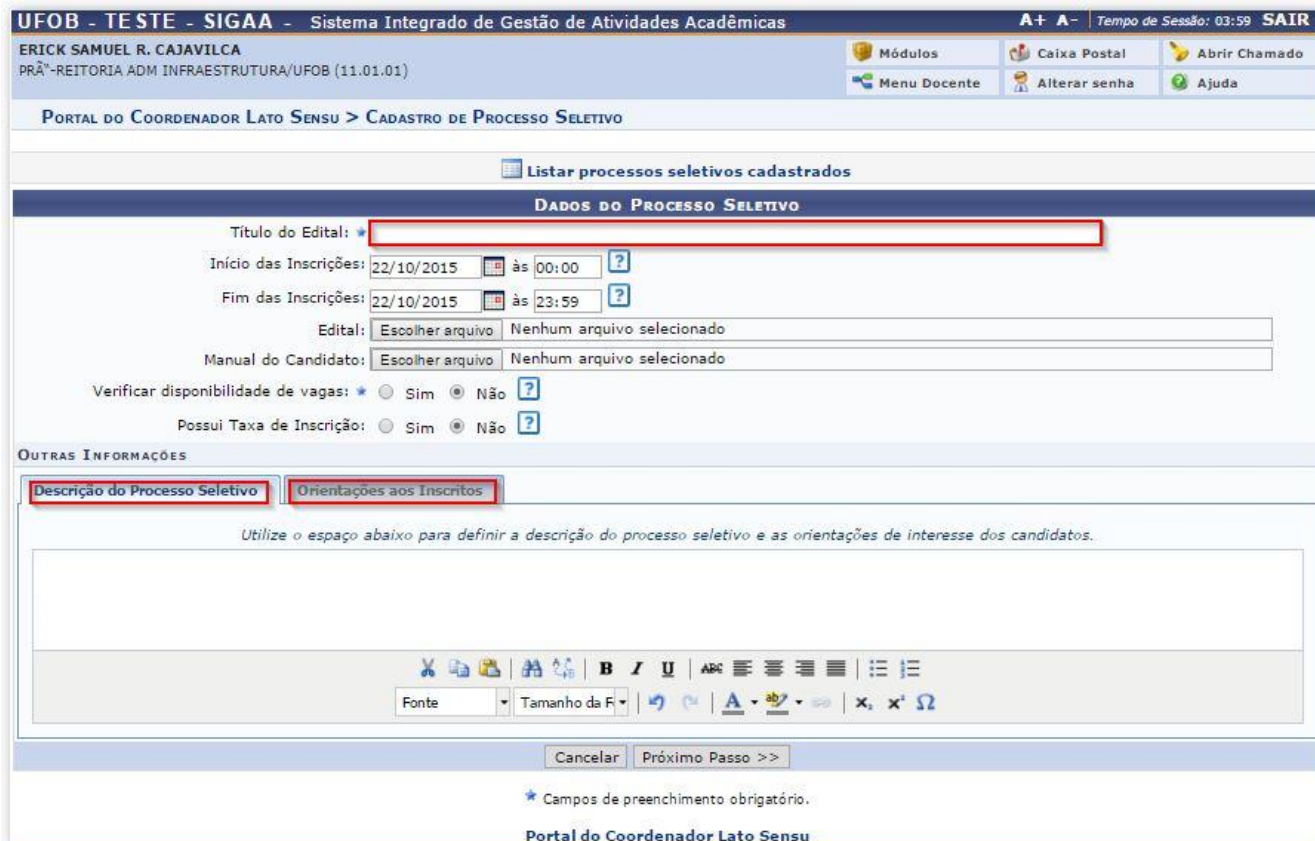 UFOB - TESTE - SIGAA - Sistema Integrado de Gestão de Atividades Acadêmicas A+ A- Tempo de Sessão: 03:59 SAIR
ERICK SAMUEL R. CAJAVILCA Módulos Caixa Postal Abrir Chamado
PRÃ"-REITORIA ADM INFRAESTRUTURA/UFOB (11.01.01)
Menu Docente Alterar senha Ajuda
PORTAL DO COORDENADOR LATO SENSU > CADASTRO DE PROCESSO SELETIVO
Listar processos seletivos cadastrados
DADOS DO PROCESSO SELETIVO
Título do Edital:
Início das Inscrições: 22/10/2015 às 00:00 ?
Fim das Inscrições: 22/10/2015 às 23:59 ?
Edital: Escolher arquivo Nenhum arquivo selecionado
Manual do Candidato: Escolher arquivo Nenhum arquivo selecionado
Verificar disponibilidade de vagas: Sim Não ?
Possui Taxa de Inscrição: Sim Não ?
OUTRAS INFORMAÇÕES
Descrição do Processo Seletivo Orientações aos Inscritos
Utilize o espaço abaixo para definir a descrição do processo seletivo e as orientações de interesse dos candidatos.
B I U ABC
Fonte Tamanho da F A ab x₂ x² Ω
Cancelar Próximo Passo >>
Campos de preenchimento obrigatório.
Portal do Coordenador Lato Sensu